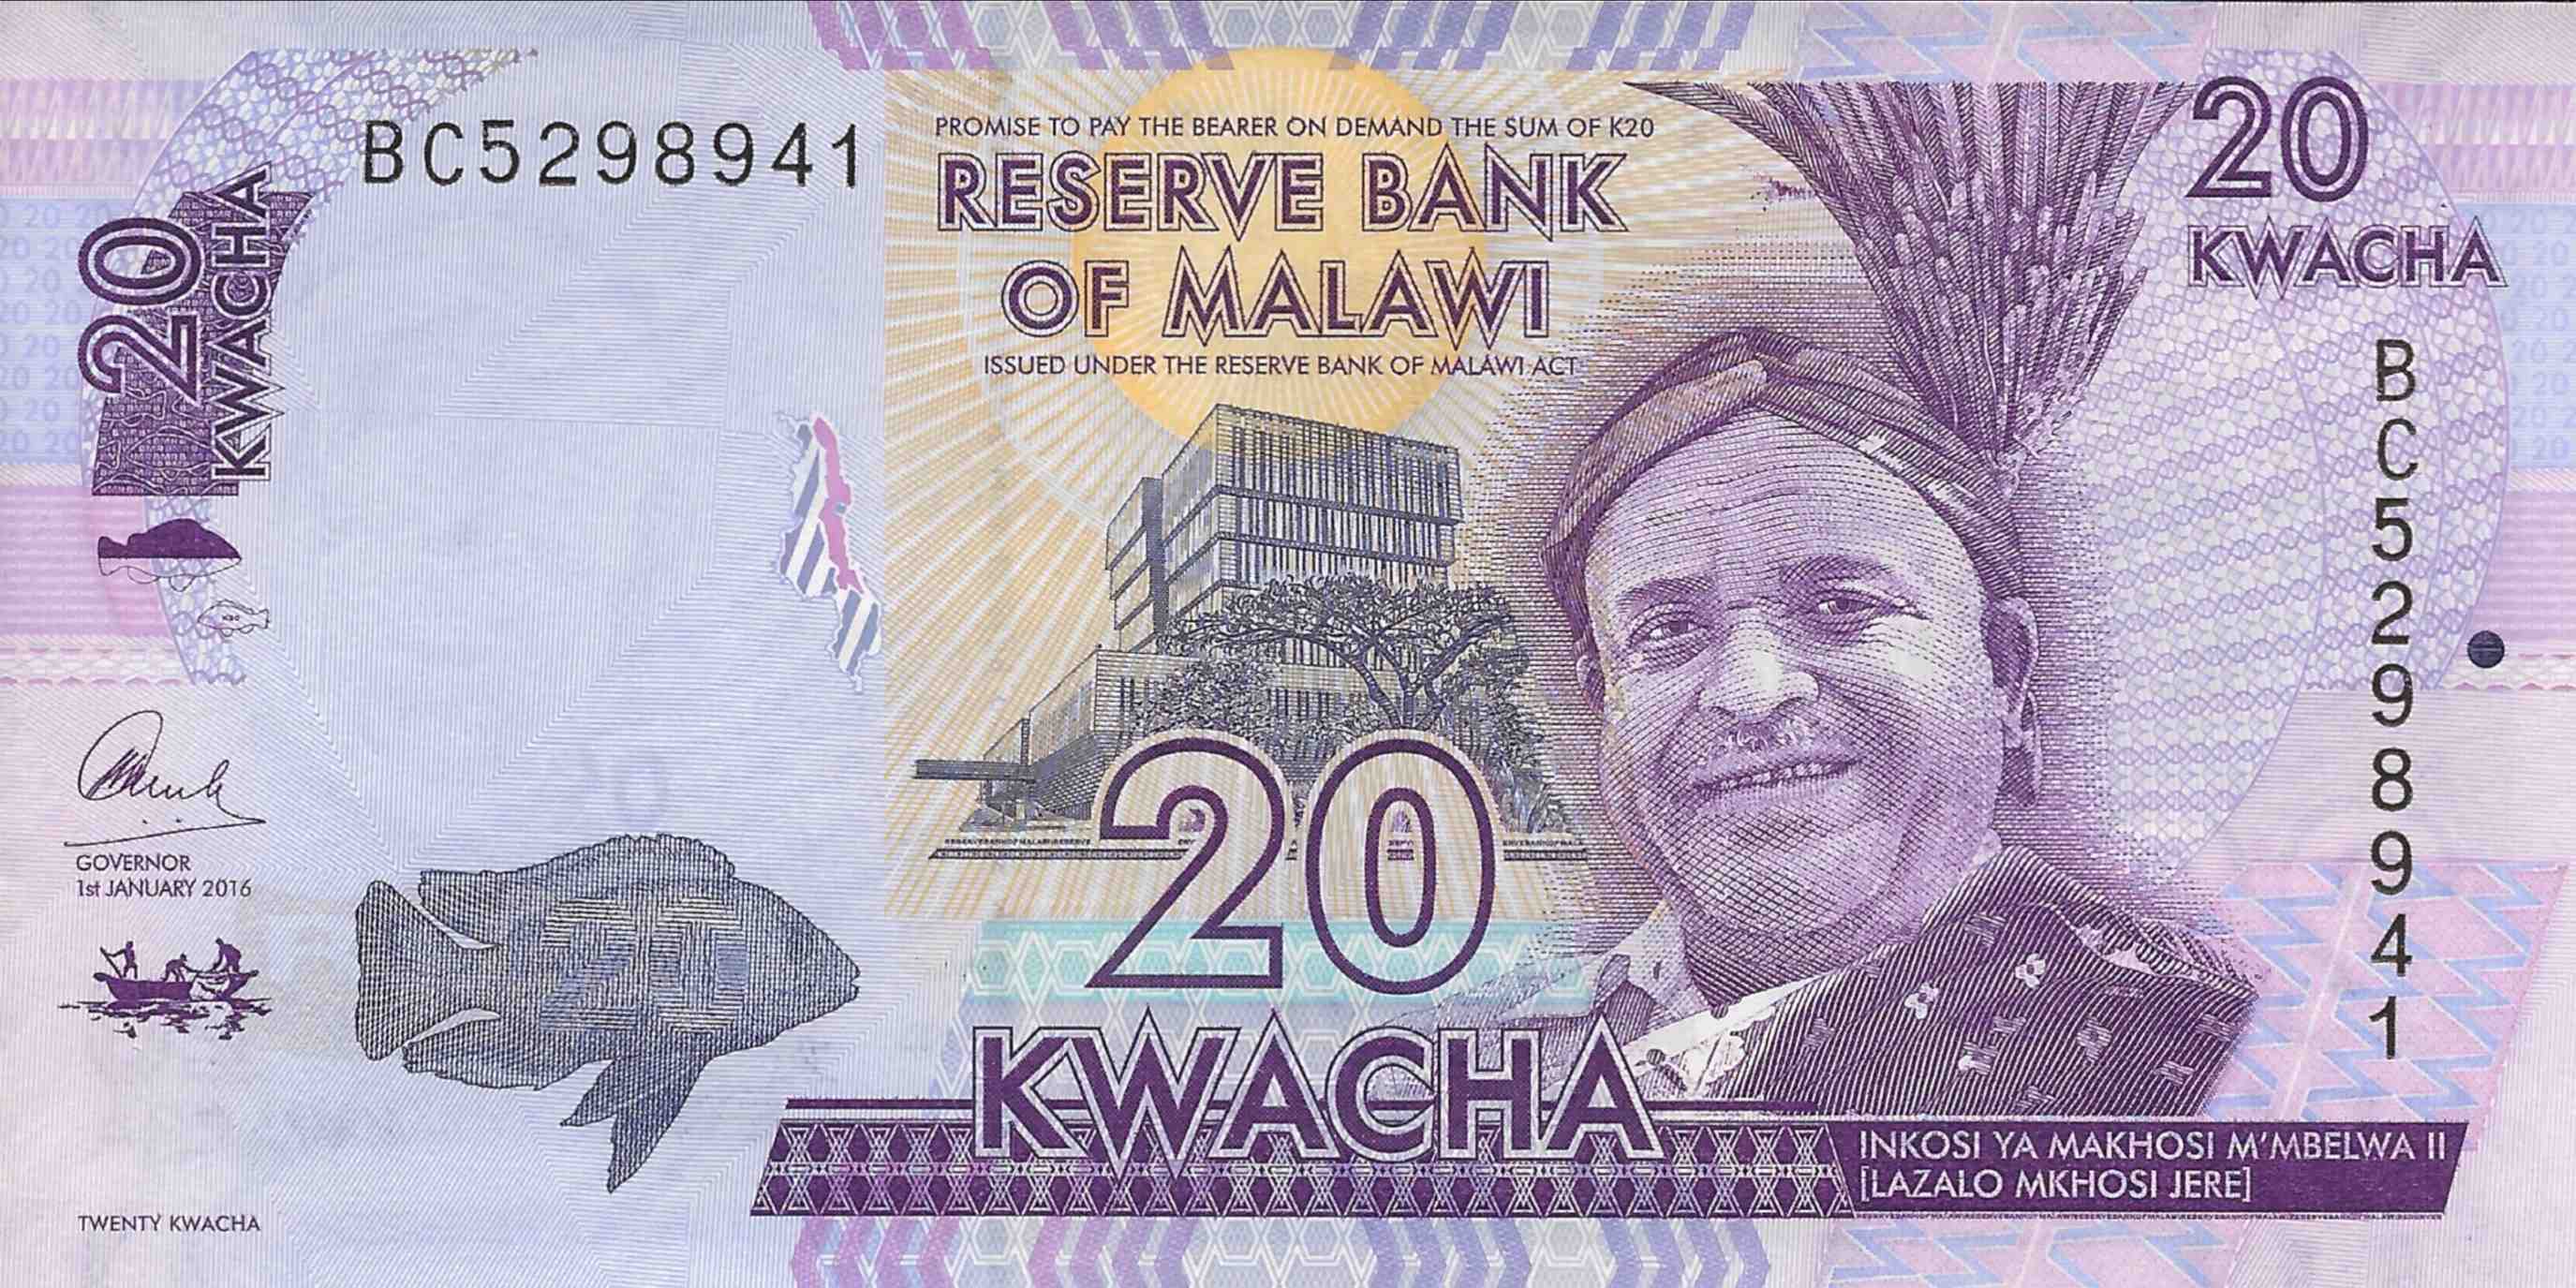 BC5298941
PROMISE TO PAY THE BEARER ON DEMAND THE SUM OF K20
RESERVE BANK
OF MALAWI
ISSUED UNDER THE RESERVE BANK OF MALAWI ACT
20
KWACHA
20
KWACHA
BC5298941
GOVERNOR
1st JANUARY 2016
20
20
KWACHA
INKOSI YA MAKHOSI M'MBELWA II
[LAZALO MKHOSI JERE]
TWENTY KWACHA